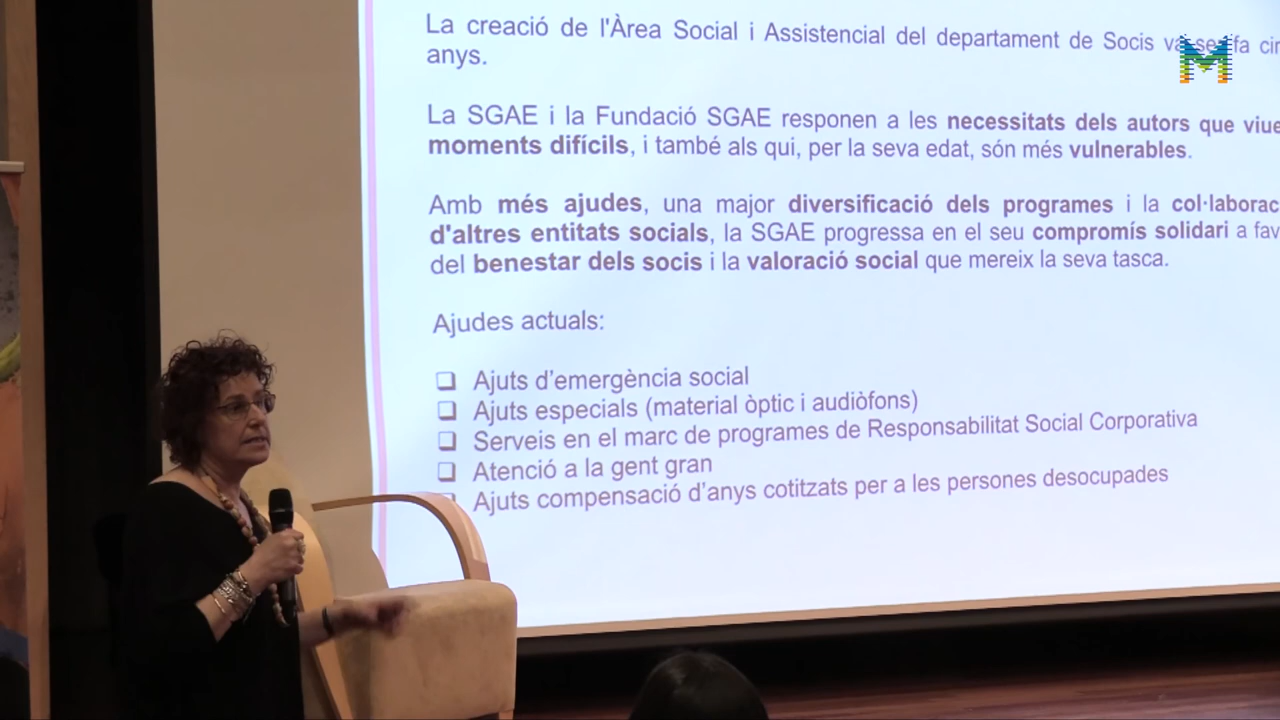 La creació de l'Àrea Social i Assistencial del departament de Socis va ser fa
anys.
La SGAE i la Fundació SGAE responen a les necessitats dels autors que
moments difícils, i també als qui, per la seva edat, són més vulnerables.
Amb més ajudes, una major diversificació dels programes i la
d'altres entitats socials, la SGAE progressa en el seu compromís solidari a
del benestar dels socis i la valoració social que mereix la seva tasca.
Ajudes actuals:
❑ Ajuts d'emergència social
❑ Ajuts especials (material òptic i audiòfons)
❑ Serveis en el marc de programes de Responsabilitat Social Corporativa
❑ Atenció a la gent gran
❑ Ajuts compensació d'anys cotitzats per a les persones desocupades
M